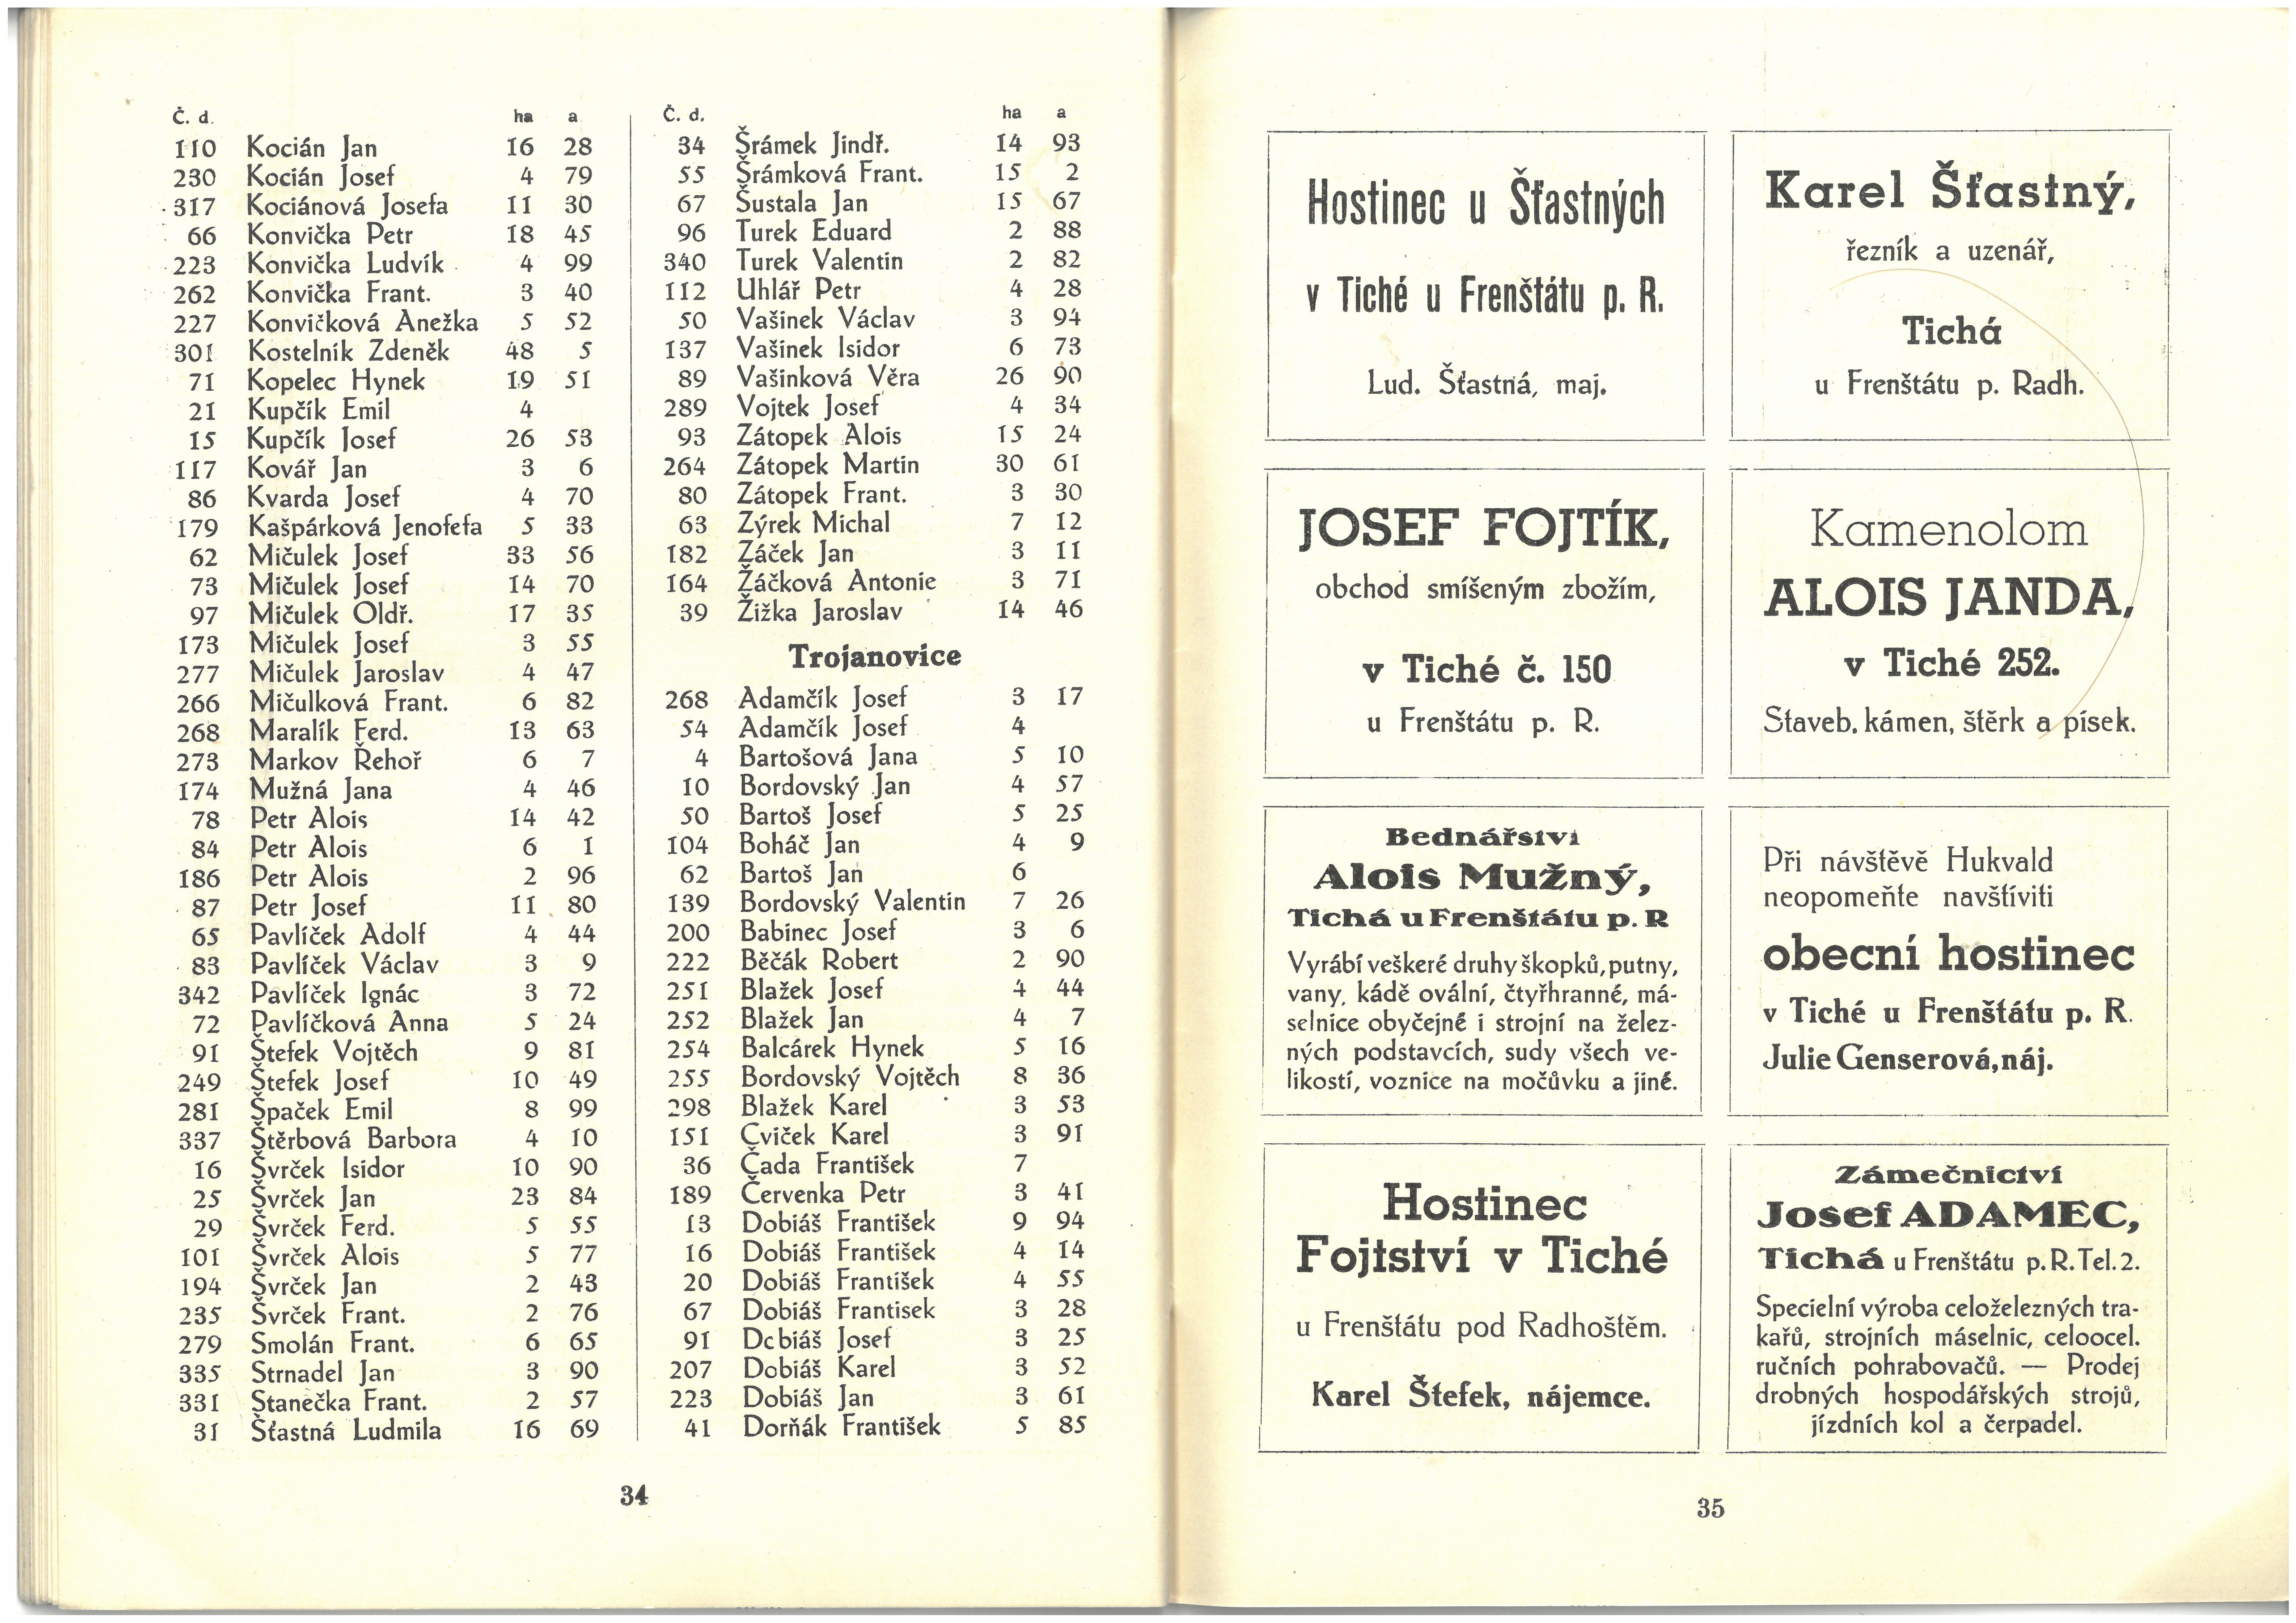 Č. d. ha a
110 Kocián Jan 16 28
230 Kocián Josef 4 79
317 Kociánová Josefa 11 30
66 Konvička Petr 18 45
223 Konvička Ludvík 4 99
262 Konvička Frant. 3 40
227 Konvičková Anežka 5 52
301 Kostelník Zdeněk 48 5
71 Kopelec Hynek 19 51
21 Kupčík Emil 4
15 Kupčík Josef 26 53
117 Kovář Jan 3 6
86 Kvarda Josef 4 70
179 Kašpárková Jenofefa 5 33
62 Mičulek Josef 33 56
73 Mičulek Josef 14 70
97 Mičulek Oldř. 17 35
173 Mičulek Josef 3 55
277 Mičulek Jaroslav 4 47
266 Mičulková Frant. 6 82
268 Maralík Ferd. 13 63
273 Markov Řehoř 6 7
174 Mužná Jana 4 46
78 Petr Alois 14 42
84 Petr Alois 6 1
186 Petr Alois 2 96
87 Petr Josef 11 80
65 Pavlíček Adolf 4 44
83 Pavlíček Václav 3 9
342 Pavlíček Ignác 3 72
72 Pavlíčková Anna 5 24
91 Štefek Vojtěch 9 81
249 Štefek Josef 10 49
281 Špaček Emil 8 99
337 Štěrbová Barbora 4 10
16 Švrček Isidor 10 90
25 Švrček Jan 23 84
29 Švrček Ferd. 5 55
101 Švrček Alois 5 77
194 Švrček Jan 2 43
235 Švrček Frant. 2 76
279 Smolán Frant. 6 65
335 Strnadel Jan 3 90
331 Stanečka Frant. 2 57
31 Šťastná Ludmila 16 69
Č. d. ha a
34 Šrámek Jindř. 14 93
55 Šrámková Frant. 15 2
67 Šustala Jan 15 67
96 Turek Eduard 2 88
340 Turek Valentin 2 82
112 Uhlář Petr 4 28
50 Vašinek Václav 3 94
137 Vašinek Isidor 6 73
89 Vašinková Věra 26 90
289 Vojtek Josef 4 34
93 Zátopek Alois 15 24
264 Zátopek Martin 30 61
80 Zátopek Frant. 3 30
63 Zýrek Michal 7 12
182 Žáček Jan 3 11
164 Žáčková Antonie 3 71
39 Žižka Jaroslav 14 46
Trojanovice
268 Adamčík Josef 3 17
54 Adamčík Josef 4
4 Bartošová Jana 5 10
10 Bordovský Jan 4 57
50 Bartoš Josef 5 25
104 Boháč Jan 4 9
62 Bartoš Jan 6
139 Bordovský Valentin 7 26
200 Babinec Josef 3 6
222 Běčák Robert 2 90
251 Blažek Josef 4 44
252 Blažek Jan 4 7
254 Balcárek Hynek 5 16
255 Bordovský Vojtěch 8 36
298 Blažek Karel 3 53
151 Cviček Karel 3 91
36 Čada František 7
189 Červenka Petr 3 41
13 Dobiáš František 9 94
16 Dobiáš František 4 14
20 Dobiáš František 4 55
67 Dobiáš Frantisek 3 28
91 Dcbiáš Josef 3 25
207 Dobiáš Karel 3 52
223 Dobiáš Jan 3 61
41 Dorňák František 5 85
34
Hostinec u Šťastných
v Tiché u Frenštátu p. R.
Lud. Šťastná, maj.
Karel Šťastný,
řezník a uzenář,
Tichá
u Frenštátu p. Radh.
JOSEF FOJTÍK,
obchod smíšeným zbožím,
v Tiché č. 150
u Frenštátu p. R.
Kamenolom
ALOIS JANDA,
v Tiché 252.
Staveb. kámen, štěrk a písek.
Bednářství
Alois Mužný,
Tichá u Frenštátu p. R
Vyrábí veškeré druhy škopků, putny,
vany, kádě ovální, čtyřhranné, má-
selnice obyčejné i strojní na želez-
ných podstavcích, sudy všech ve-
likostí, voznice na močůvku a jiné.
Při návštěvě Hukvald
neopomeňte navštíviti
obecní hostinec
v Tiché u Frenštátu p. R.
Julie Genserová, náj.
Hostinec
Fojtství v Tiché
u Frenštátu pod Radhoštěm.
Karel Štefek, nájemce.
Zámečnictví
Josef ADAMEC,
Tichá u Frenštátu p. R. Tel. 2.
Specielní výroba celoželezných tra-
kařů, strojních máselnic, celoocel.
ručních pohrabovačů. — Prodej
drobných hospodářských strojů,
jízdních kol a čerpadel.
35